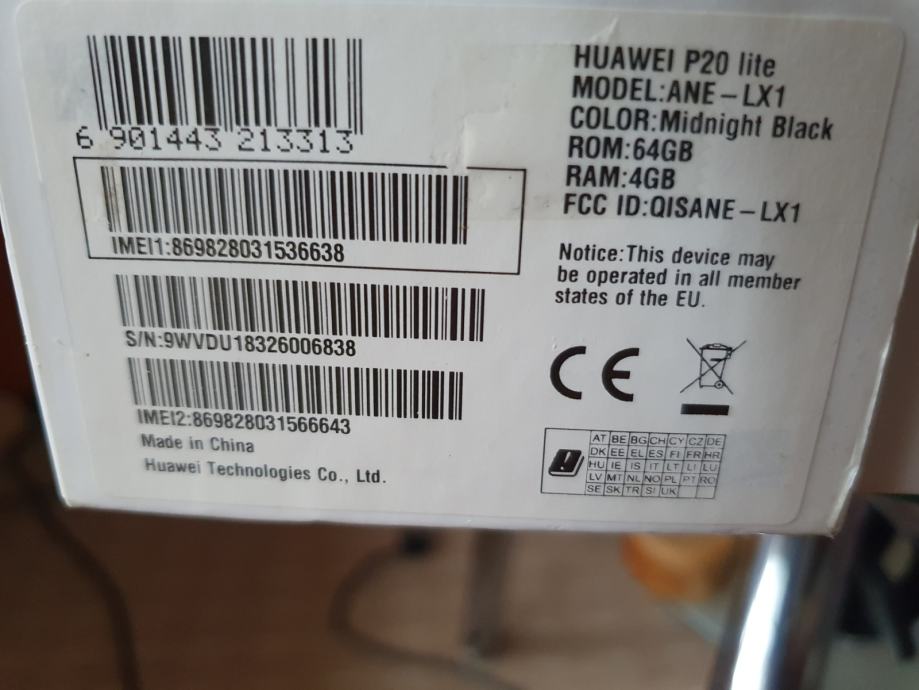 6 901443 213313
IMEI1:869828031536638
S/N:9WVDU18326006838
IMEI2:869828031566643
Made in China
Huawei Technologies Co., Ltd.
HUAWEI P20 lite
MODEL:ANE-LX1
COLOR:Midnight Black
ROM:64GB
RAM:4GB
FCC ID:QISANE-LX1
Notice:This device may
be operated in all member
states of the EU.
CE
AT BE BG CH CY CZ DE
DK EE EL ES FI FR HR
HU IE IS IT LT LI LU
LV MT NL NO PL PT RO
SE SK TR SI UK